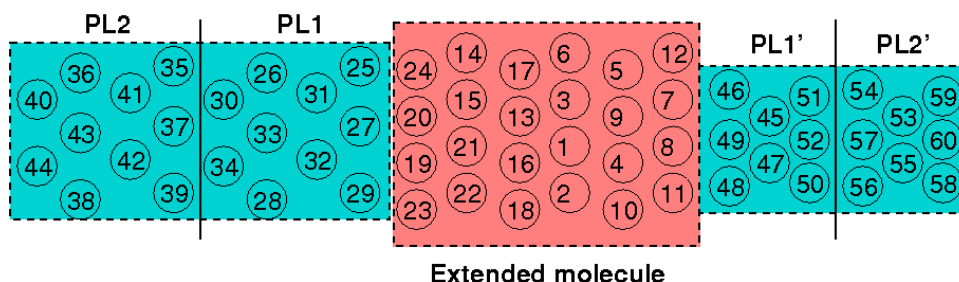 PL2 PL1 PL1’ PL2’
14 6 12
36 35 26 25 24 17 5
40 41 30 31 15 3 7 46 51 54 59
43 37 33 27 20 13 9 45 53
44 42 34 32 21 1 8 49 52 57 60
19 16 4 47 55
38 39 28 29 22 2 11 48 50 56 58
23 18 10
Extended molecule